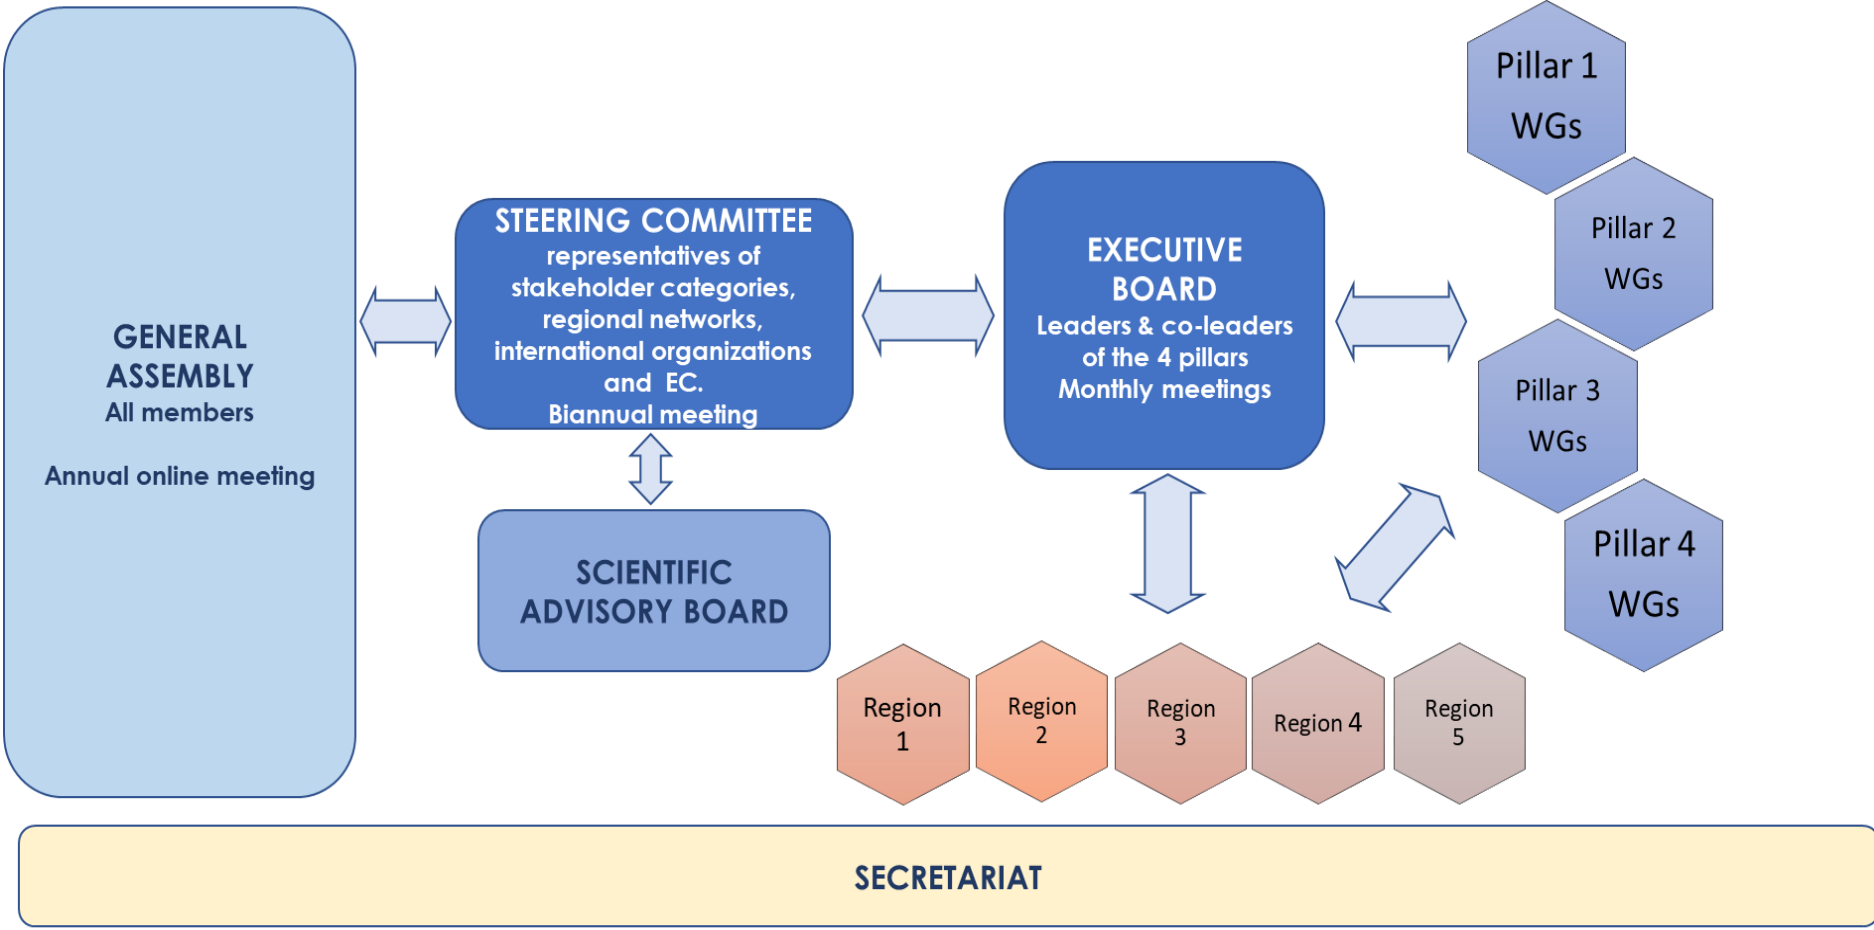 GENERAL
ASSEMBLY
All members
Annual online meeting
STEERING COMMITTEE
representatives of
stakeholder categories,
regional networks,
international organizations
and  EC.
Biannual meeting
SCIENTIFIC
ADVISORY BOARD
EXECUTIVE
BOARD
Leaders & co-leaders
of the 4 pillars
Monthly meetings
Pillar 1
WGs
Pillar 2
WGs
Pillar 3
WGs
Pillar 4
WGs
Region
1
Region
2
Region
3
Region 4
Region
5
SECRETARIAT